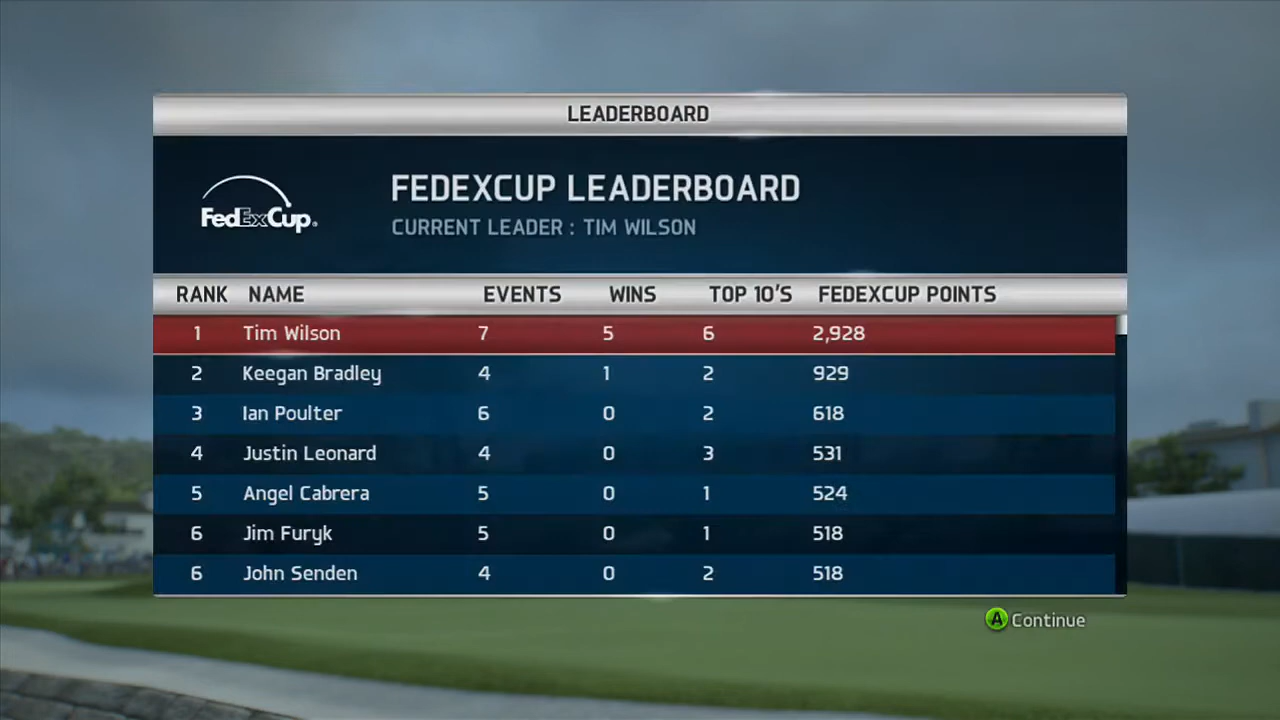 LEADERBOARD
FedExCup.
FEDEXCUP LEADERBOARD
CURRENT LEADER : TIM WILSON
RANK NAME EVENTS WINS TOP 10'S FEDEXCUP POINTS
1 Tim Wilson 7 5 6 2,928
2 Keegan Bradley 4 1 2 929
3 Ian Poulter 6 0 2 618
4 Justin Leonard 4 0 3 531
5 Angel Cabrera 5 0 1 524
6 Jim Furyk 5 0 1 518
6 John Senden 4 0 2 518
A Continue